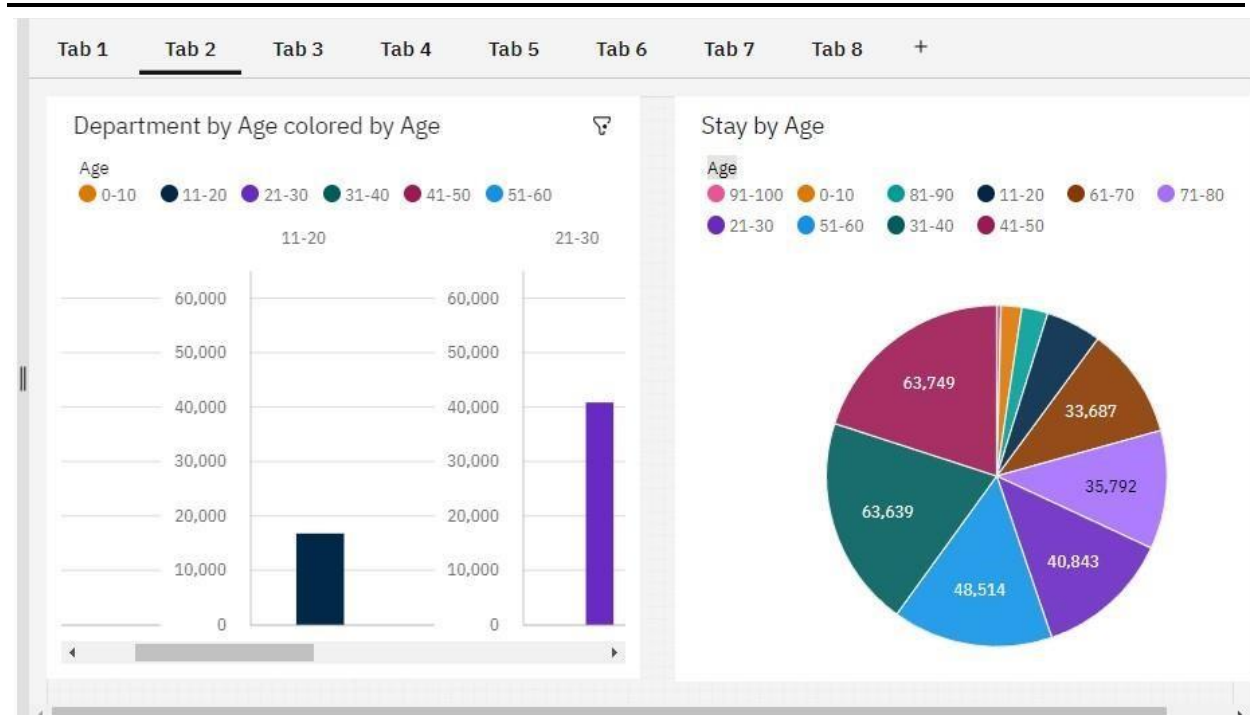 Tab 1 Tab 2 Tab 3 Tab 4 Tab 5 Tab 6 Tab 7 Tab 8 +
Department by Age colored by Age
Age
0-10 11-20 21-30 31-40 41-50 51-60
11-20 21-30
60,000 60,000
50,000 50,000
40,000 40,000
30,000 30,000
20,000 20,000
10,000 10,000
0 0
Stay by Age
Age
91-100 0-10 81-90 11-20 61-70 71-80
21-30 51-60 31-40 41-50
63,749
33,687
35,792
63,639
40,843
48,514